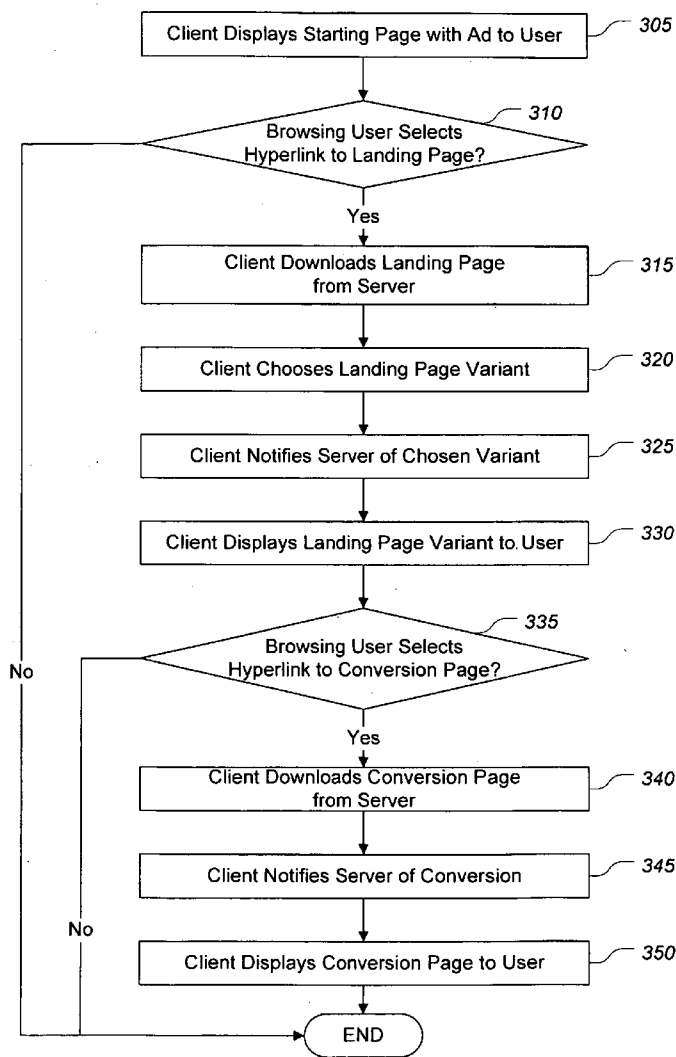 Client Displays Starting Page with Ad to User
305
310
Browsing User Selects
Hyperlink to Landing Page?
Yes
Client Downloads Landing Page
from Server
315
Client Chooses Landing Page Variant
320
Client Notifies Server of Chosen Variant
325
Client Displays Landing Page Variant to User
330
335
Browsing User Selects
Hyperlink to Conversion Page?
No
Yes
Client Downloads Conversion Page
from Server
340
Client Notifies Server of Conversion
345
No
Client Displays Conversion Page to User
350
END